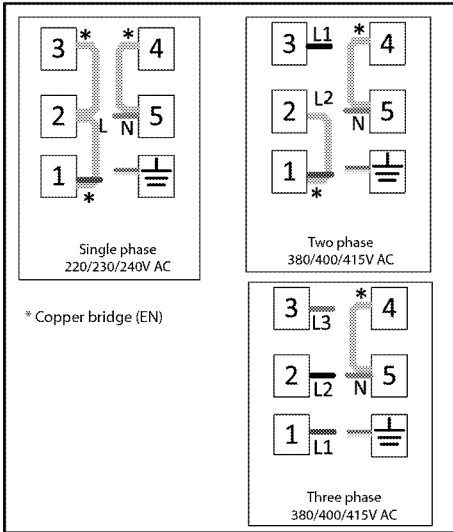 3 * * 4
2 L N 5
1 *
Single phase
220/230/240V AC
3 L1 * 4
2 L2 N 5
1 *
Two phase
380/400/415V AC
* Copper bridge (EN)
3 L3 * 4
2 L2 N 5
1 L1
Three phase
380/400/415V AC